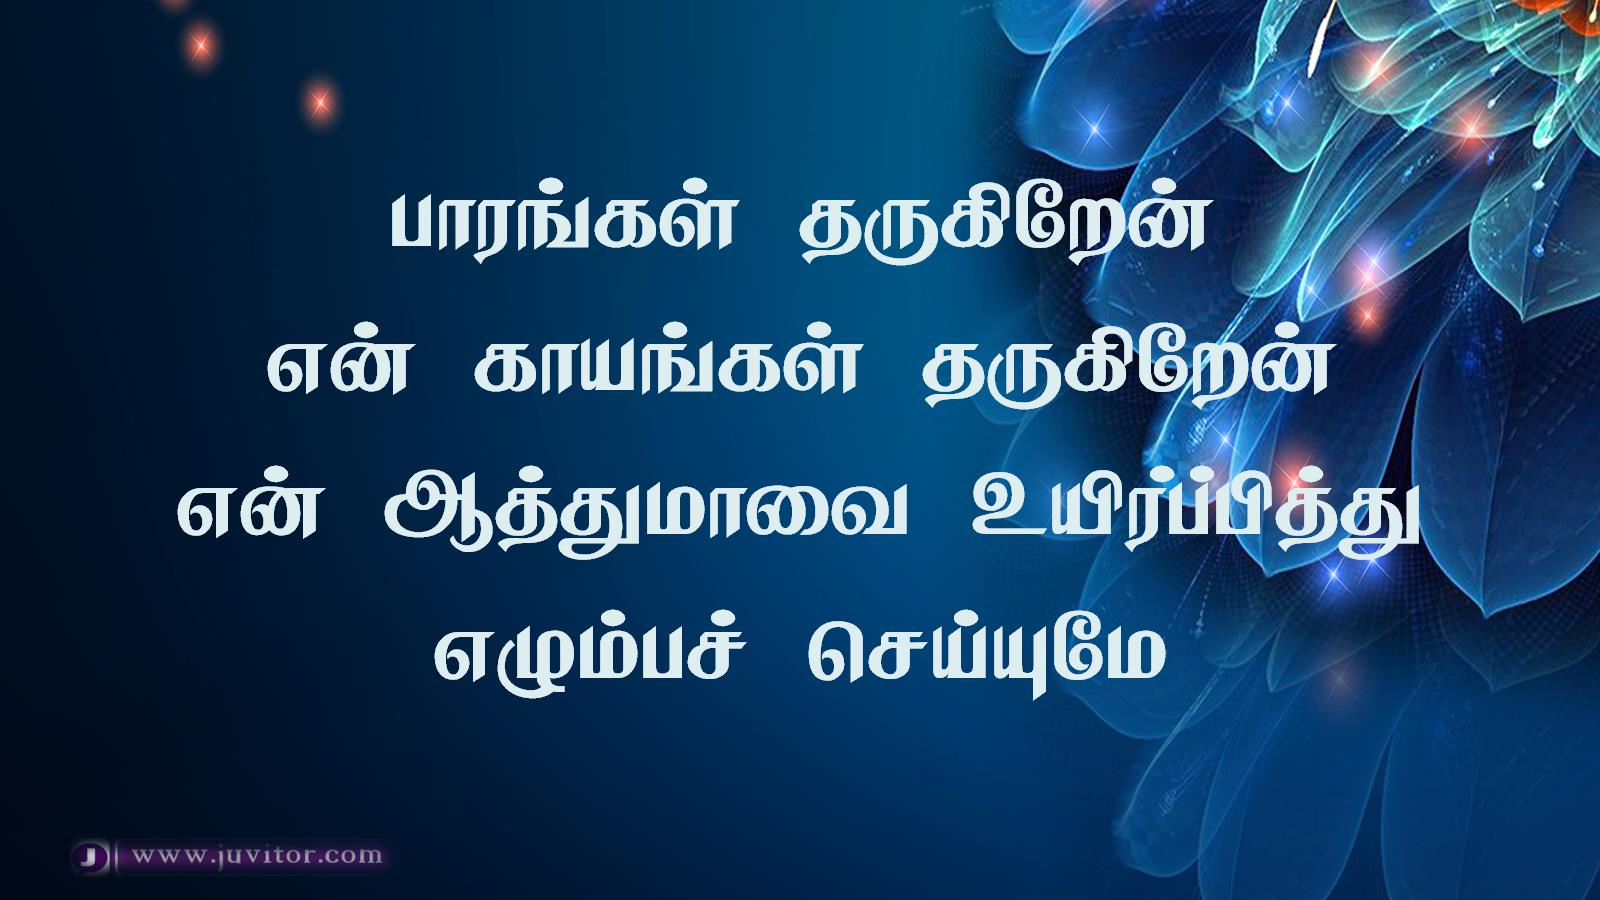 பாரங்கள் தருகிறேன்
என் காயங்கள் தருகிறேன்
என் ஆத்துமாவை உயிர்ப்பித்து
எழும்பச் செய்யுமே
J www.juvitor.com